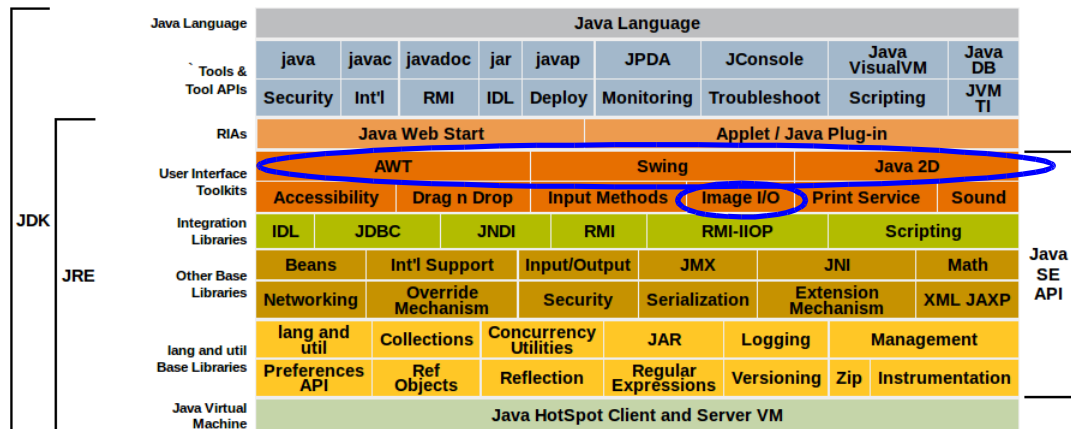 Java Language Java Language
` Tools & Tool APIs
java javac javadoc jar javap JPDA JConsole Java VisualVM Java DB
Security Int'l RMI IDL Deploy Monitoring Troubleshoot Scripting JVM TI
RIAs Java Web Start Applet / Java Plug-in
User Interface Toolkits
AWT Swing Java 2D
Accessibility Drag n Drop Input Methods Image I/O Print Service Sound
Integration Libraries
IDL JDBC JNDI RMI RMI-IIOP Scripting
JDK
JRE
Other Base Libraries
Beans Int'l Support Input/Output JMX JNI Math
Networking Override Mechanism Security Serialization Extension Mechanism XML JAXP
Java SE API
lang and util Base Libraries
lang and util Collections Concurrency Utilities JAR Logging Management
Preferences API Ref Objects Reflection Regular Expressions Versioning Zip Instrumentation
Java Virtual Machine
Java HotSpot Client and Server VM